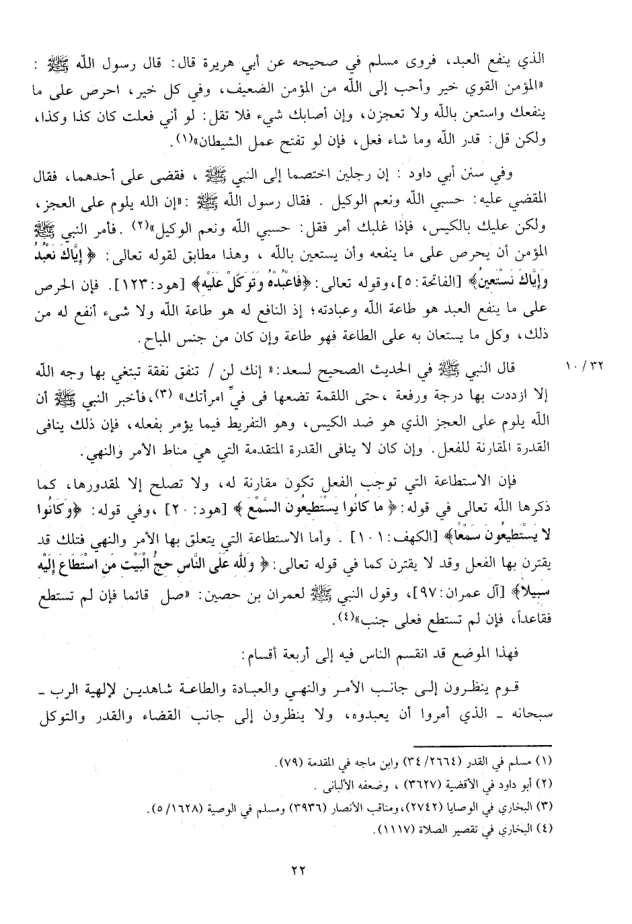 الذي ينفع العبد، فروى مسلم في صحيحه عن أبي هريرة قال: قال رسول الله ﷺ :
«المؤمن القوي خير وأحب إلى الله من المؤمن الضعيف، وفي كل خير، احرص على ما
ينفعك واستعن بالله ولا تعجزن، وإن أصابك شيء فلا تقل: لو أني فعلت كان كذا وكذا،
ولكن قل: قدر الله وما شاء فعل، فإن لو تفتح عمل الشيطان»(١).
وفي سنن أبي داود : إن رجلين اختصما إلى النبي ﷺ ، فقضى على أحدهما، فقال
المقضي عليه: حسبي الله ونعم الوكيل . فقال رسول الله ﷺ :«إن الله يلوم على العجز،
ولكن عليك بالكيس، فإذا غلبك أمر فقل: حسبي الله ونعم الوكيل»(٢) .فأمر النبي ﷺ
المؤمن أن يحرص على ما ينفعه وأن يستعين بالله ، وهذا مطابق لقوله تعالى: ﴿ إِيَّاكَ نَعْبُدُ
وَإِيَّاكَ نَسْتَعِينُ﴾ [الفاتحة:٥]،وقوله تعالى:﴿فَاعْبُدْهُ وَتَوَكَّلْ عَلَيْهِ﴾ [هود:١٢٣]. فإن الحرص
على ما ينفع العبد هو طاعة الله وعبادته؛ إذ النافع له هو طاعة الله ولا شىء أنفع له من
ذلك، وكل ما يستعان به على الطاعة فهو طاعة وإن كان من جنس المباح.
١٠/٣٢ قال النبي ﷺ في الحديث الصحيح لسعد:« إنك لن / تنفق نفقة تبتغي بها وجه الله
إلا ازددت بها درجة ورفعة ،حتى اللقمة تضعها فى فيِّ امرأتك» (٣)،فأخبر النبي ﷺ أن
الله يلوم على العجز الذي هو ضد الكيس، وهو التفريط فيما يؤمر بفعله، فإن ذلك ينافى
القدرة المقارنة للفعل. وإن كان لا ينافى القدرة المتقدمة التي هي مناط الأمر والنهي.
فإن الاستطاعة التي توجب الفعل تكون مقارنة له، ولا تصلح إلا لمقدورها، كما
ذكرها الله تعالى في قوله:﴿ مَا كَانُوا يَسْتَطِيعُونَ السَّمْعَ ﴾ [هود:٢٠] ،وفي قوله: ﴿وَكَانُوا
لا يَسْتَطِيعُونَ سَمْعًا﴾ [الكهف:١٠١] . وأما الاستطاعة التي يتعلق بها الأمر والنهي فتلك قد
يقترن بها الفعل وقد لا يقترن كما في قوله تعالى:﴿ وَلِلَّهِ عَلَى النَّاسِ حِجُّ الْبَيْتِ مَنِ اسْتَطَاعَ إِلَيْهِ
سَبِيلا﴾ [آل عمران:٩٧]، وقول النبي ﷺ لعمران بن حصين: «صل قائما فإن لم تستطع
فقاعداً، فإن لم تستطع فعلى جنب»(٤).
فهذا الموضع قد انقسم الناس فيه إلى أربعة أقسام:
قوم ينظرون إلى جانب الأمر والنهي والعبادة والطاعة شاهدين لإلهية الرب ـ
سبحانه ـ الذي أمروا أن يعبدوه، ولا ينظرون إلى جانب القضاء والقدر والتوكل
(١) مسلم في القدر (٣٤/٢٦٦٤) وابن ماجه في المقدمة (٧٩).
(٢) أبو داود في الأقضية (٣٦٢٧) ، وضعفه الألبانى .
(٣) البخاري في الوصايا (٢٧٤٢)،ومناقب الأنصار (٣٩٣٦) ومسلم في الوصية (٥/١٦٢٨).
(٤) البخاري في تقصير الصلاة (١١١٧).
٢٢